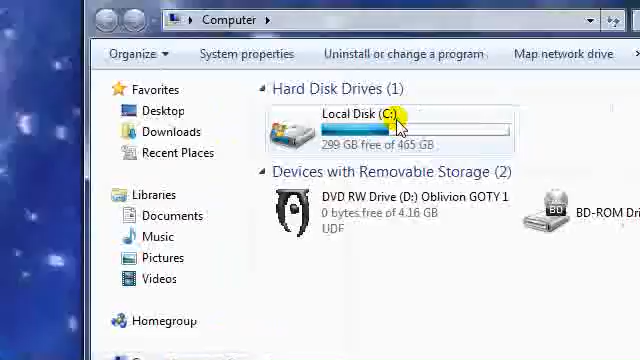 Computer
Organize
System properties
Uninstall or change a program
Map network drive
Favorites
Desktop
Downloads
Recent Places
Libraries
Documents
Music
Pictures
Videos
Homegroup
Hard Disk Drives (1)
Local Disk (C:)
299 GB free of 465 GB
Devices with Removable Storage (2)
DVD RW Drive (D:) Oblivion GOTY 1
0 bytes free of 4.16 GB
UDF
BD
BD-ROM Dri